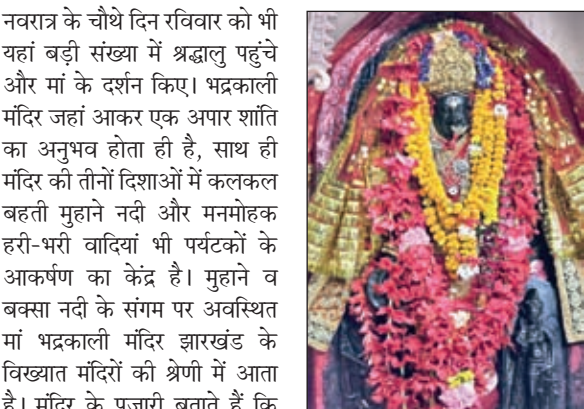 नवरात्र के चौथे दिन रविवार को भी
यहां बड़ी संख्या में श्रद्धालु पहुंचे
और मां के दर्शन किए। भद्रकाली
मंदिर जहां आकर एक अपार शांति
का अनुभव होता ही है, साथ ही
मंदिर की तीनों दिशाओं में कलकल
बहती मुहाने नदी और मनमोहक
हरी-भरी वादियां भी पर्यटकों के
आकर्षण का केंद्र है। मुहाने व
बक्सा नदी के संगम पर अवस्थित
मां भद्रकाली मंदिर झारखंड के
विख्यात मंदिरों की श्रेणी में आता
है। मंदिर के पुजारी बताते हैं कि